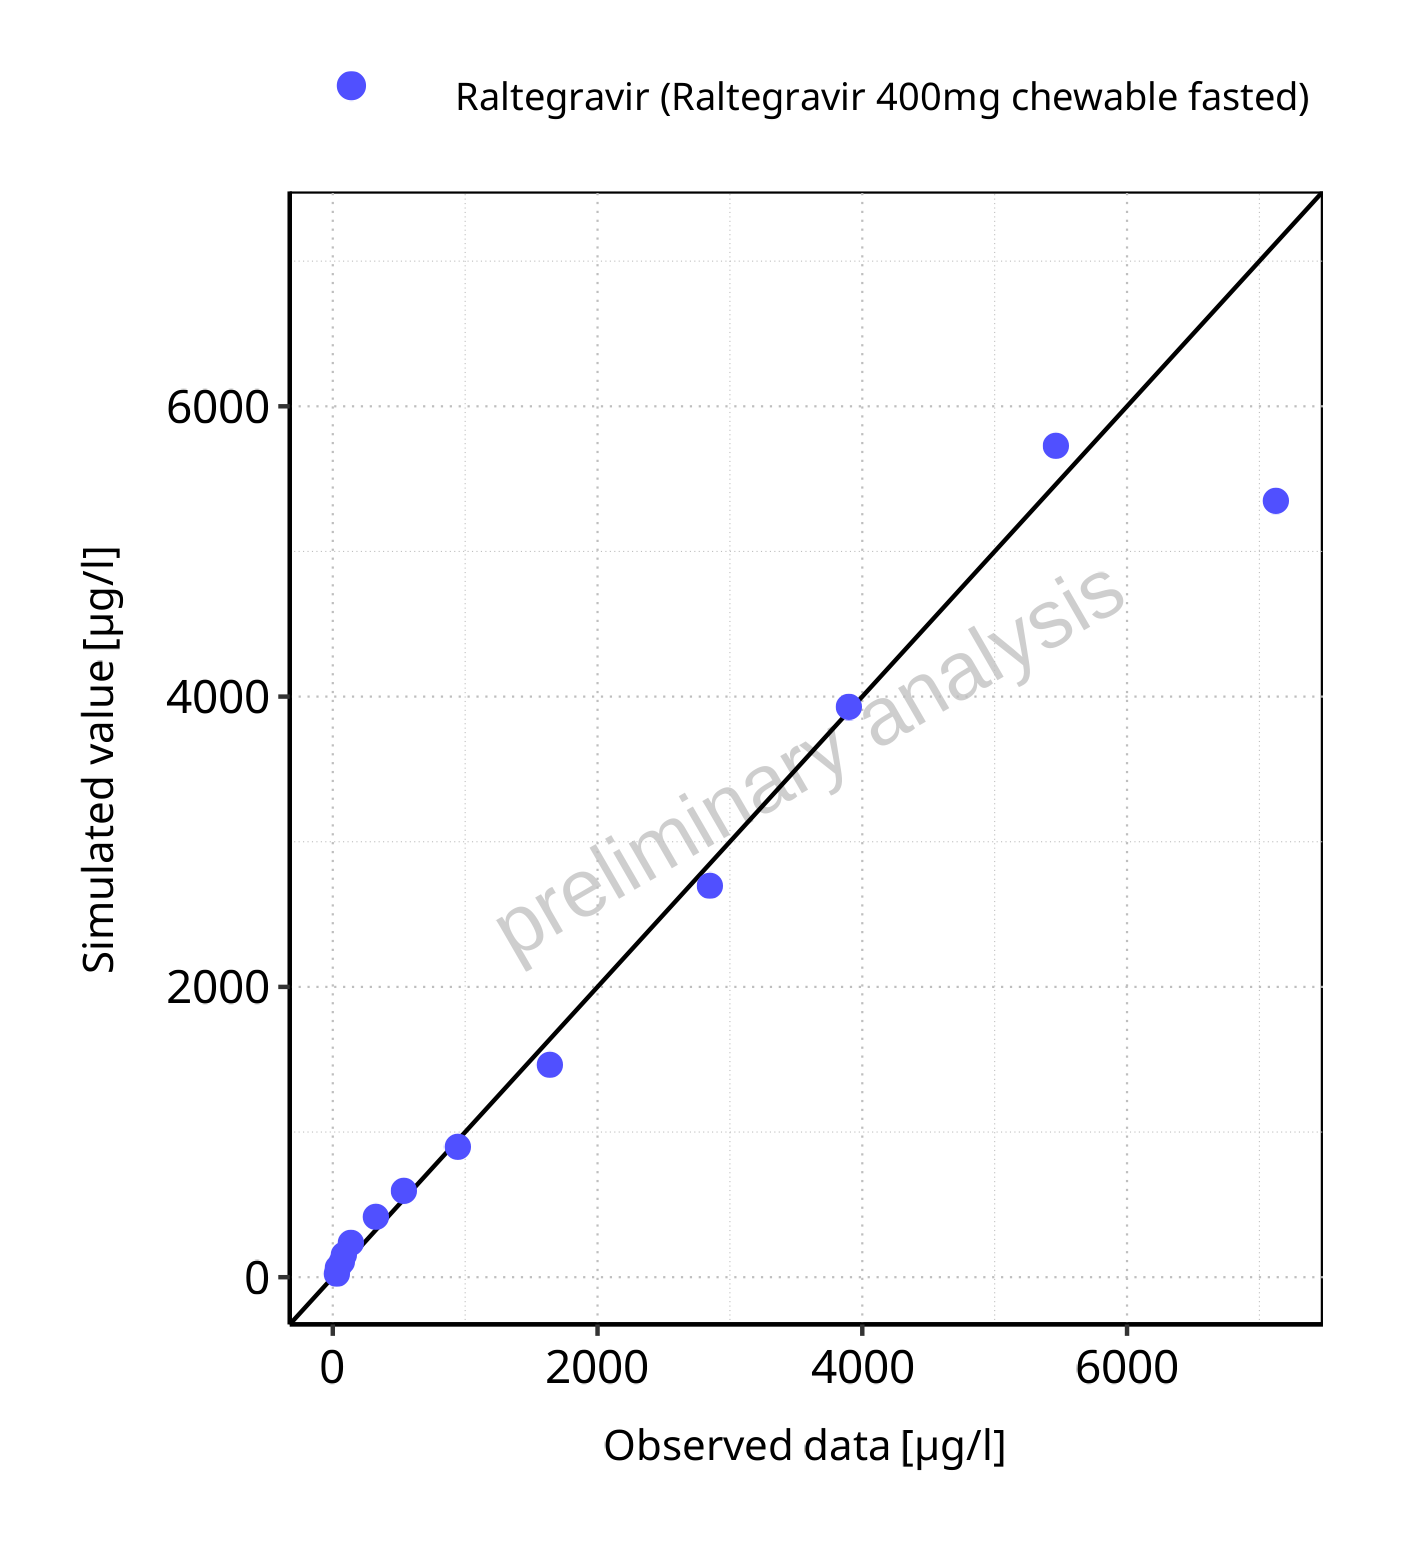 Raltegravir (Raltegravir 400mg chewable fasted)
6000
4000
2000
0
Simulated value [µg/l]
preliminary analysis
0 2000 4000 6000
Observed data [µg/l]